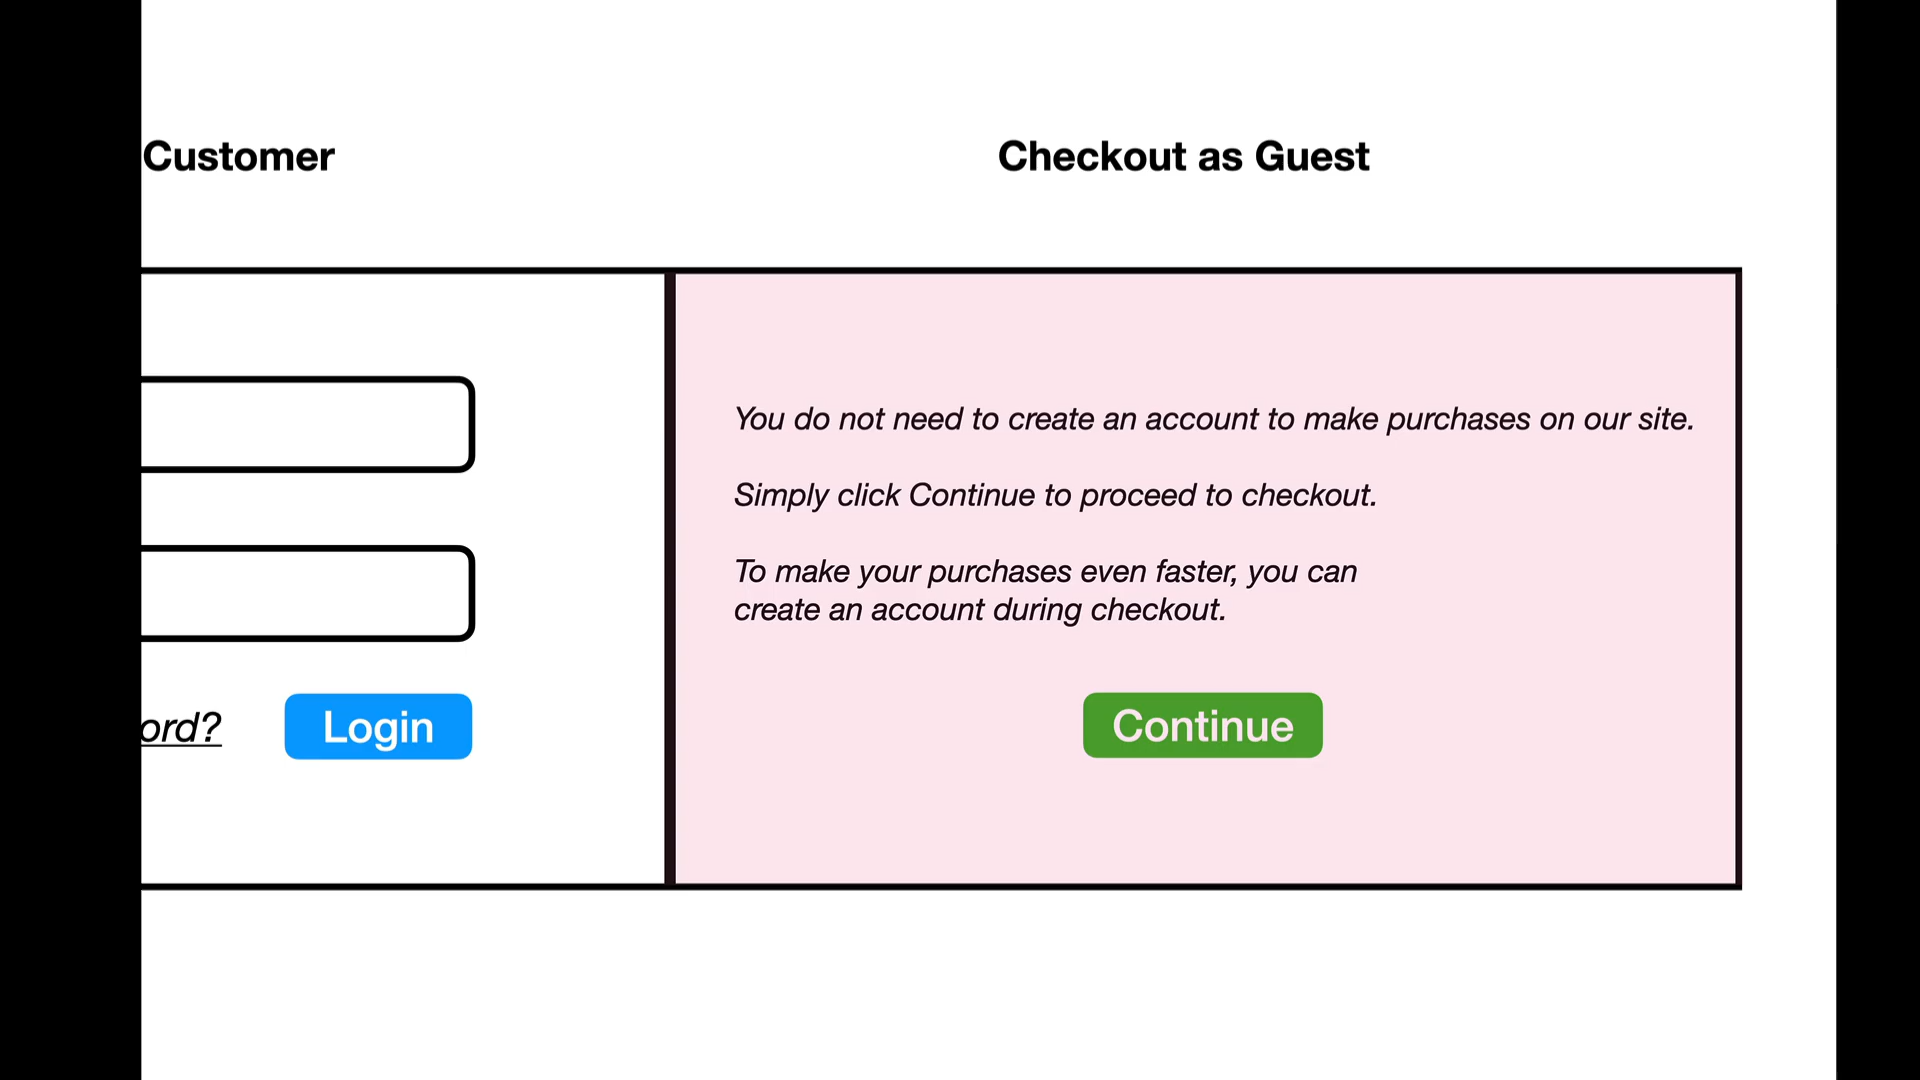 Customer
Checkout as Guest
You do not need to create an account to make purchases on our site.
Simply click Continue to proceed to checkout.
To make your purchases even faster, you can
create an account during checkout.
ord?
Login
Continue